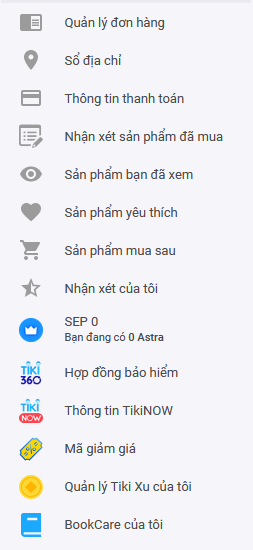 Quản lý đơn hàng
Sổ địa chỉ
Thông tin thanh toán
Nhận xét sản phẩm đã mua
Sản phẩm bạn đã xem
Sản phẩm yêu thích
Sản phẩm mua sau
Nhận xét của tôi
SEP 0
Bạn đang có 0 Astra
TIKI
360
Hợp đồng bảo hiểm
TIKI
NOW
Thông tin TikiNOW
Mã giảm giá
Quản lý Tiki Xu của tôi
BookCare của tôi